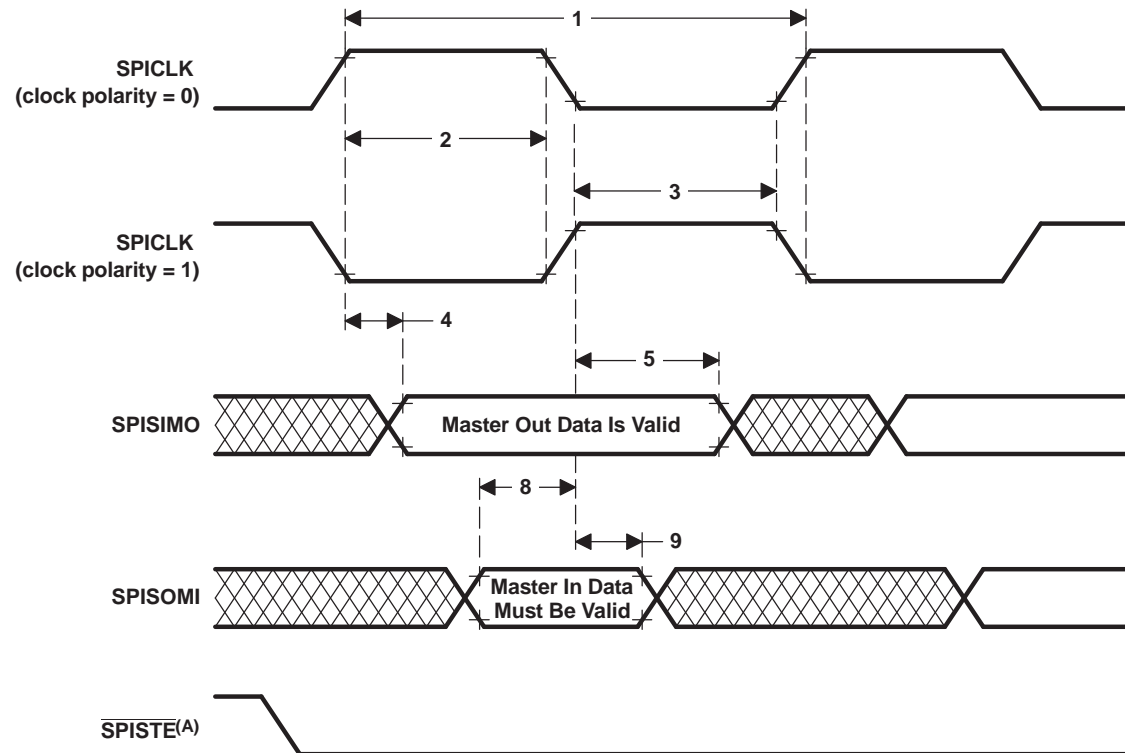 1
SPICLK
(clock polarity = 0)
2
3
SPICLK
(clock polarity = 1)
4
5
SPISIMO
Master Out Data Is Valid
8
9
SPISOMI
Master In Data
Must Be Valid
SPISTE(A)